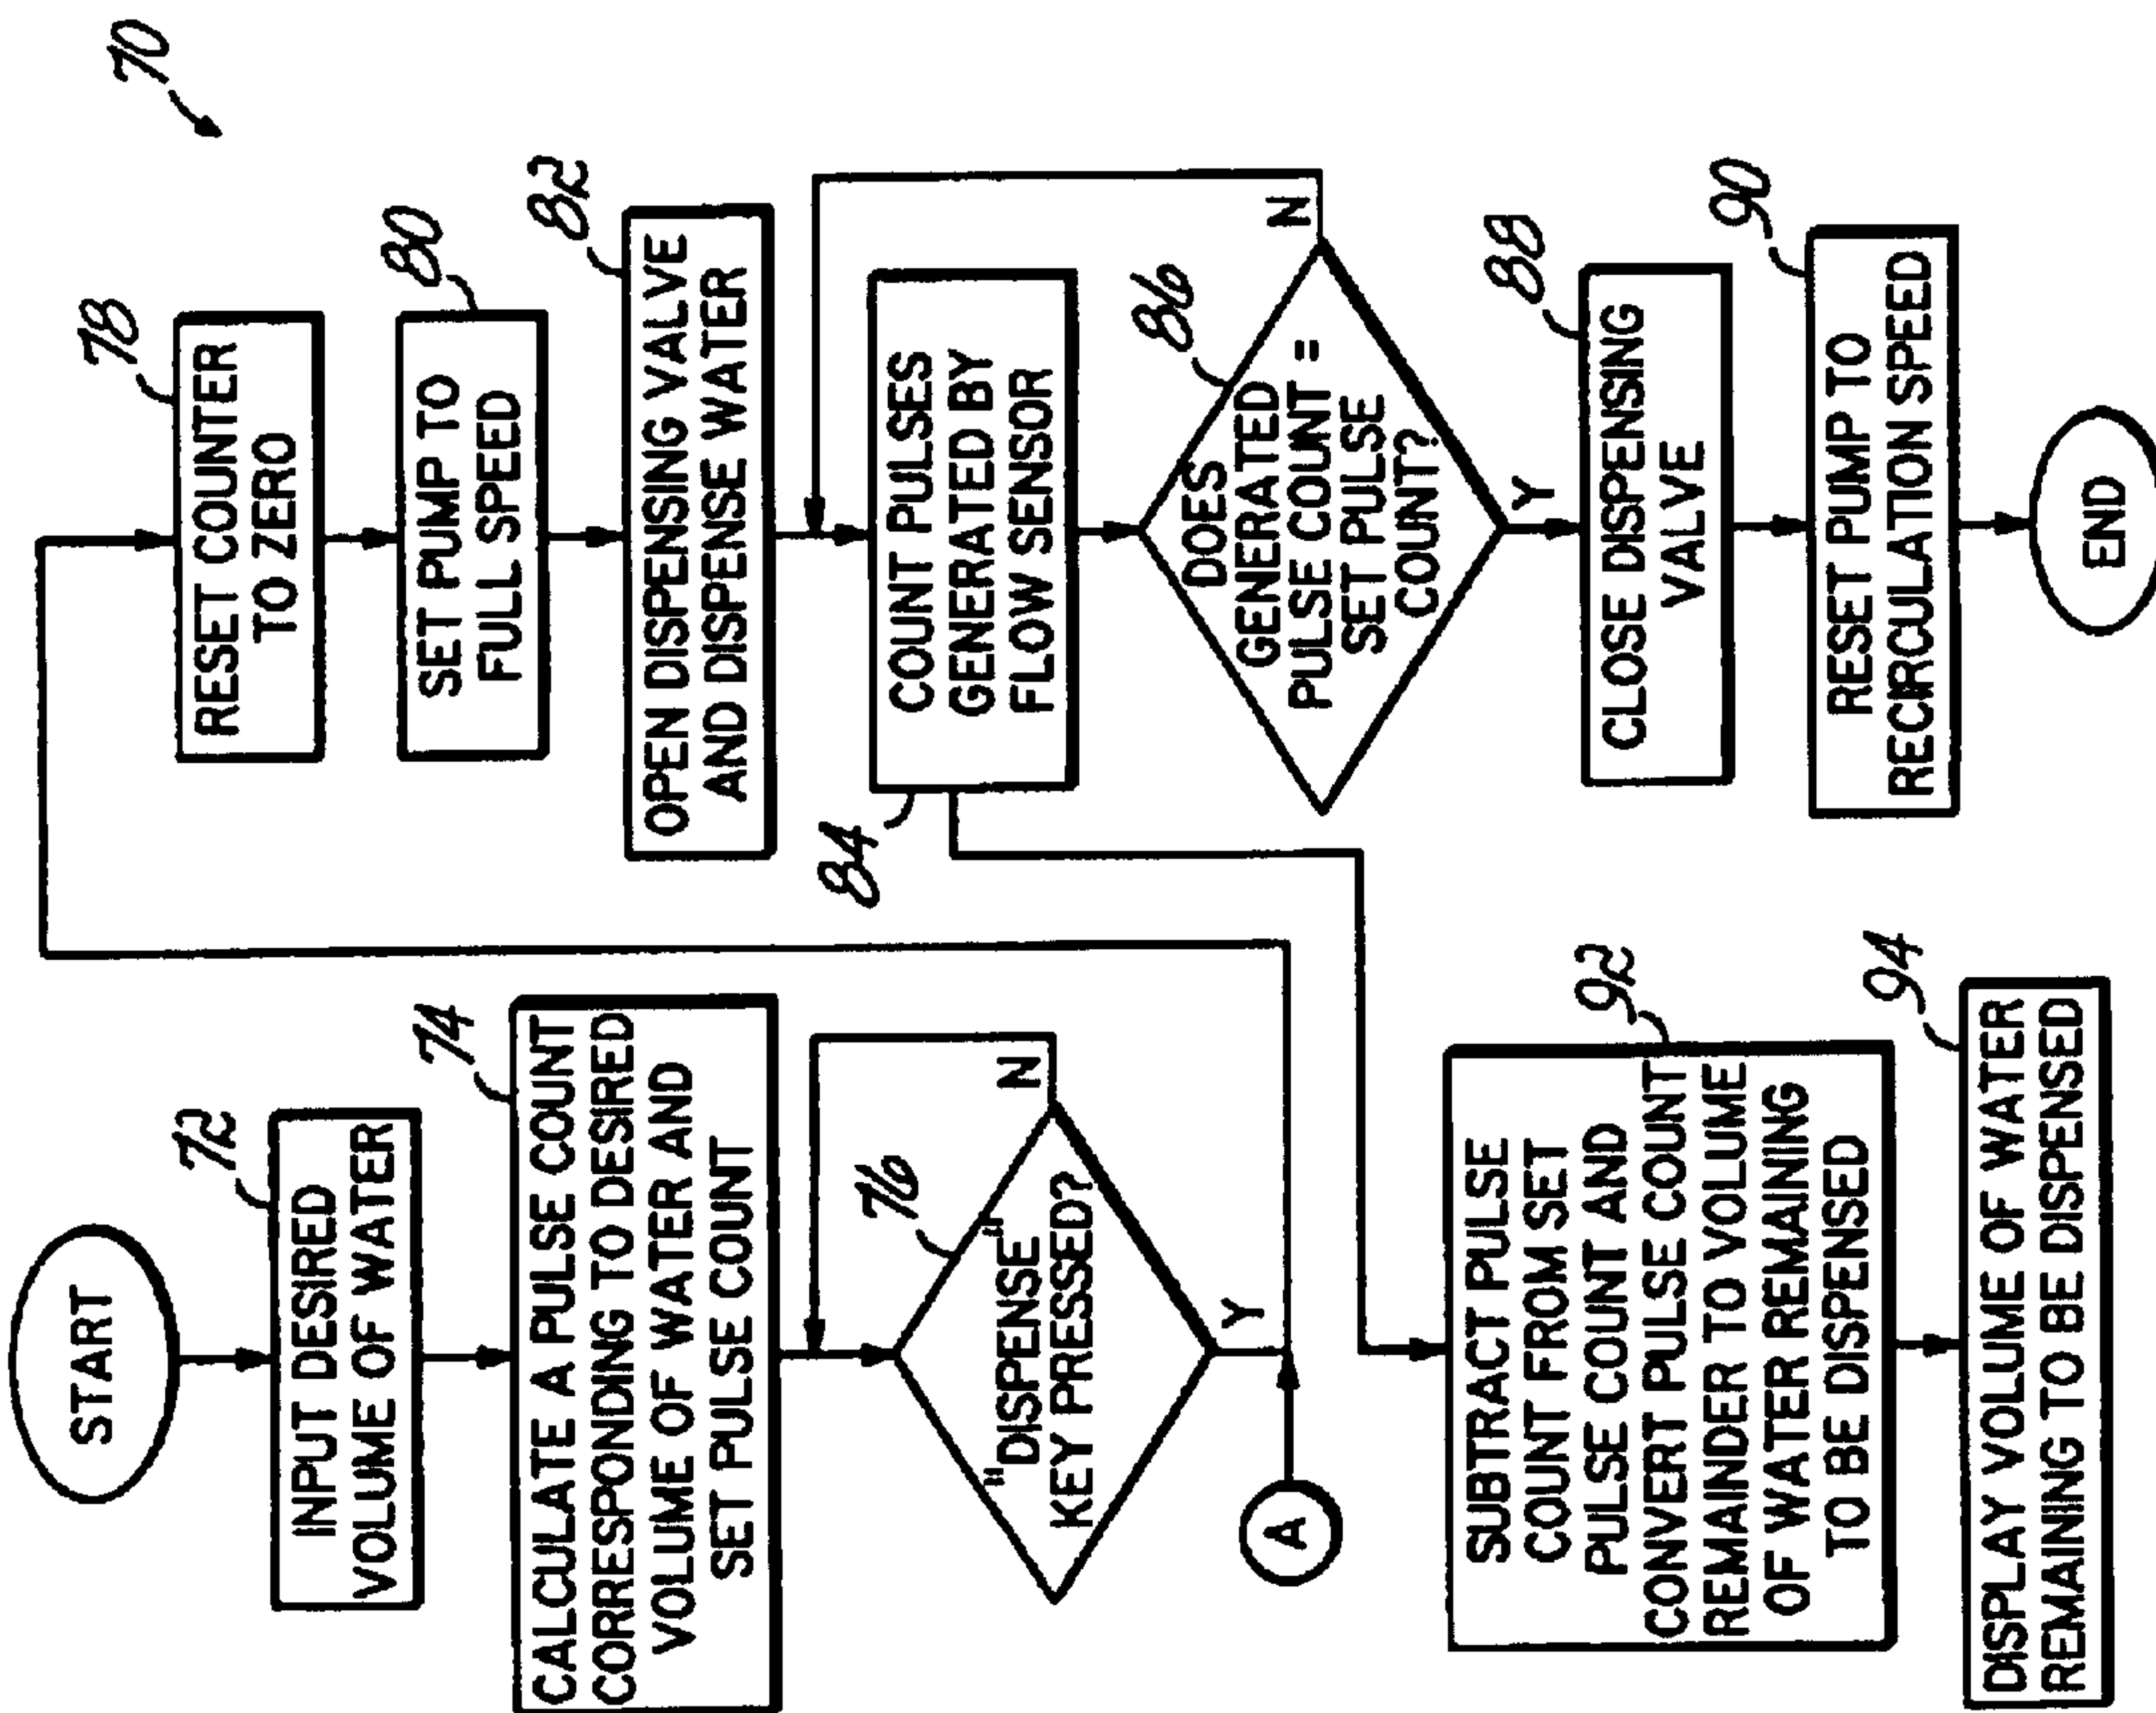 70
START
72
INPUT DESIRED
VOLUME OF WATER
74
CALCULATE A PULSE COUNT
CORRESPONDING TO DESIRED
VOLUME OF WATER AND
SET PULSE COUNT
76
"DISPENSE"
KEY PRESSED?
N
Y
A
78
RESET COUNTER
TO ZERO
80
SET PUMP TO
FULL SPEED
82
OPEN DISPENSING VALVE
AND DISPENSE WATER
84
COUNT PULSES
GENERATED BY
FLOW SENSOR
86
DOES
GENERATED
PULSE COUNT =
SET PULSE
COUNT?
N
Y
88
CLOSE DISPENSING
VALVE
90
RESET PUMP TO
RECIRCULATION SPEED
END
92
SUBTRACT PULSE
COUNT FROM SET
PULSE COUNT AND
CONVERT PULSE COUNT
REMAINDER TO VOLUME
OF WATER REMAINING
TO BE DISPENSED
94
DISPLAY VOLUME OF WATER
REMAINING TO BE DISPENSED